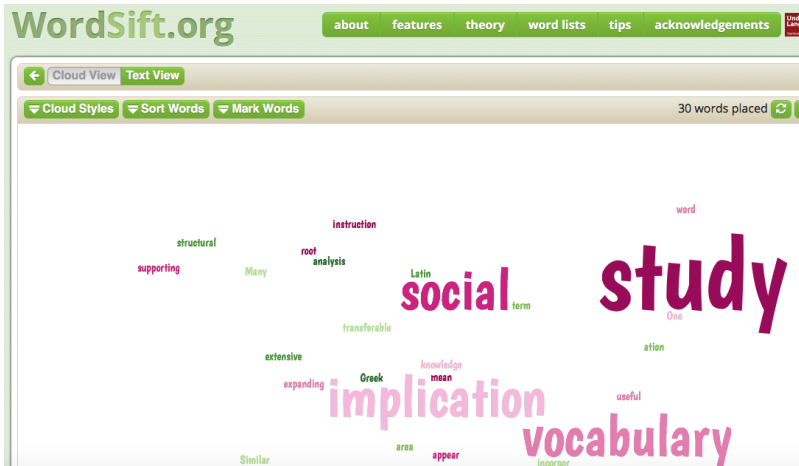 WordSift.org
about features theory word lists tips acknowledgements
Cloud View Text View
Cloud Styles Sort Words Mark Words 30 words placed
word
instruction
structural
root
analysis
supporting
Many
Latin
study
social
term
One
transferable
ation
extensive
knowledge
Greek
mean
expanding
implication
useful
vocabulary
area
appear
Similar
incorpor